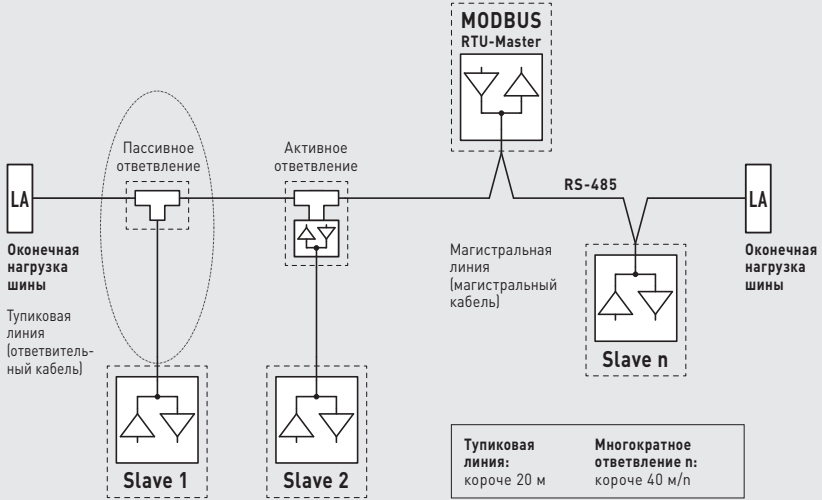 MODBUS
RTU-Master
Пассивное
ответвление
Активное
ответвление
LA
RS-485
LA
Оконечная
нагрузка
шины
Тупиковая
линия
(ответвитель-
ный кабель)
Магистральная
линия
(магистральный
кабель)
Оконечная
нагрузка
шины
Slave n
Slave 1
Slave 2
Тупиковая
линия:
короче 20 м
Многократное
ответвление n:
короче 40 м/n